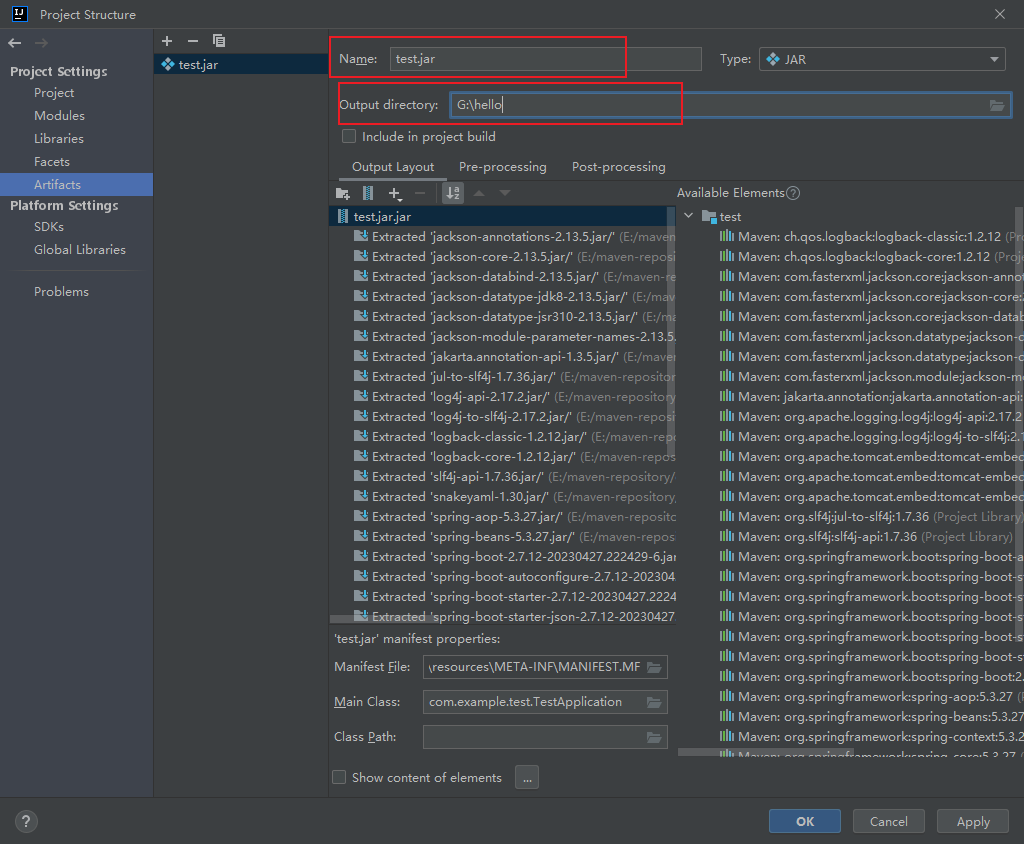 IJ Project Structure
Project Settings
Project
Modules
Libraries
Facets
Artifacts
Platform Settings
SDKs
Global Libraries
Problems
test.jar
Name: test.jar
Type: JAR
Output directory: G:\hello
Include in project build
Output Layout Pre-processing Post-processing
Available Elements ?
test.jar.jar
Extracted 'jackson-annotations-2.13.5.jar/' (E:/maven
Extracted 'jackson-core-2.13.5.jar/' (E:/maven-reposi
Extracted 'jackson-databind-2.13.5.jar/' (E:/maven-re
Extracted 'jackson-datatype-jdk8-2.13.5.jar/' (E:/mav
Extracted 'jackson-datatype-jsr310-2.13.5.jar/' (E:/ma
Extracted 'jackson-module-parameter-names-2.13.5.
Extracted 'jakarta.annotation-api-1.3.5.jar/' (E:/maven
Extracted 'jul-to-slf4j-1.7.36.jar/' (E:/maven-repository
Extracted 'log4j-api-2.17.2.jar/' (E:/maven-repository
Extracted 'log4j-to-slf4j-2.17.2.jar/' (E:/maven-reposi
Extracted 'logback-classic-1.2.12.jar/' (E:/maven-repo
Extracted 'logback-core-1.2.12.jar/' (E:/maven-repos
Extracted 'slf4j-api-1.7.36.jar/' (E:/maven-repository/
Extracted 'snakeyaml-1.30.jar/' (E:/maven-repository,
Extracted 'spring-aop-5.3.27.jar/' (E:/maven-reposito
Extracted 'spring-beans-5.3.27.jar/' (E:/maven-repos
Extracted 'spring-boot-2.7.12-20230427.222429-6.jar
Extracted 'spring-boot-autoconfigure-2.7.12-202304
Extracted 'spring-boot-starter-2.7.12-20230427.2224
Extracted 'spring-boot-starter-json-2.7.12-20230427
test
Maven: ch.qos.logback:logback-classic:1.2.12 (Pro
Maven: ch.qos.logback:logback-core:1.2.12 (Proje
Maven: com.fasterxml.jackson.core:jackson-annot
Maven: com.fasterxml.jackson.core:jackson-core:
Maven: com.fasterxml.jackson.core:jackson-datab
Maven: com.fasterxml.jackson.datatype:jackson-d
Maven: com.fasterxml.jackson.datatype:jackson-d
Maven: com.fasterxml.jackson.module:jackson-m
Maven: jakarta.annotation:jakarta.annotation-api:
Maven: org.apache.logging.log4j:log4j-api:2.17.2
Maven: org.apache.logging.log4j:log4j-to-slf4j:2.1
Maven: org.apache.tomcat.embed:tomcat-embed
Maven: org.apache.tomcat.embed:tomcat-embed
Maven: org.apache.tomcat.embed:tomcat-embed
Maven: org.slf4j:jul-to-slf4j:1.7.36 (Project Library)
Maven: org.slf4j:slf4j-api:1.7.36 (Project Library)
Maven: org.springframework.boot:spring-boot-a
Maven: org.springframework.boot:spring-boot-s
Maven: org.springframework.boot:spring-boot-s
Maven: org.springframework.boot:spring-boot-s
Maven: org.springframework.boot:spring-boot-s
Maven: org.springframework.boot:spring-boot-s
Maven: org.springframework.boot:spring-boot:2.
Maven: org.springframework:spring-aop:5.3.27 (P
Maven: org.springframework:spring-beans:5.3.27
Maven: org.springframework:spring-context:5.3.2
Maven: org.springframework:spring-core:5.3.27
'test.jar' manifest properties:
Manifest File: \resources\META-INF\MANIFEST.MF
Main Class: com.example.test.TestApplication
Class Path:
Show content of elements ...
? OK Cancel Apply